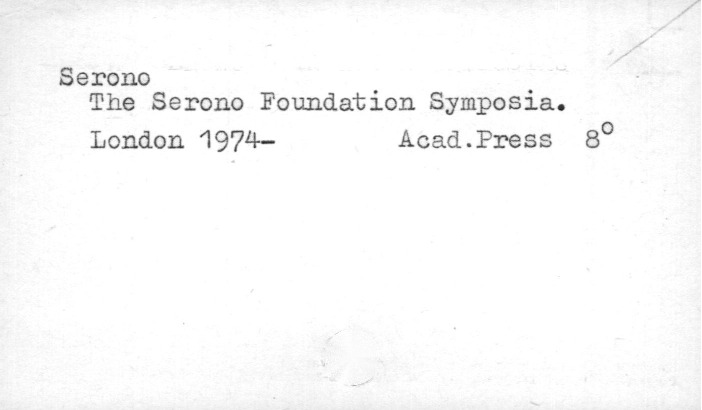 Serono
The Serono Foundation Symposia.
London 1974- Acad.Press 8°